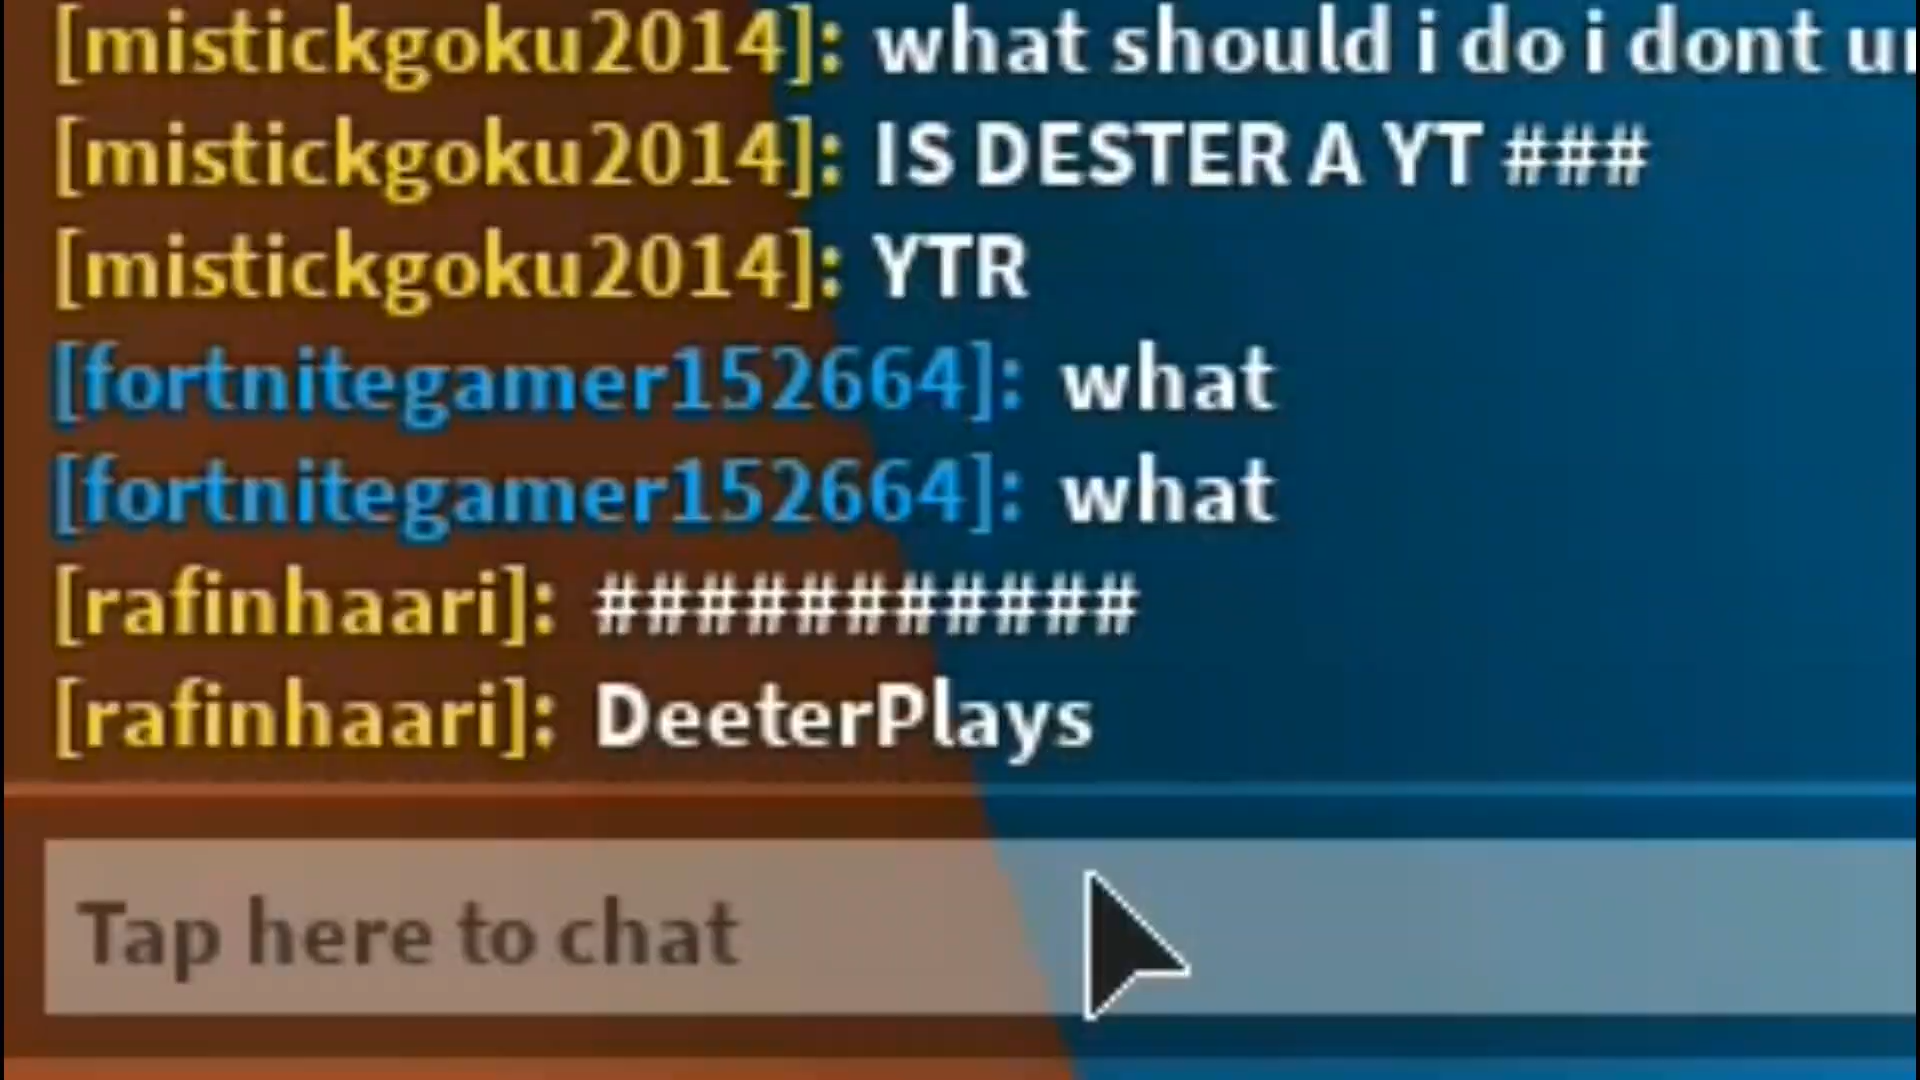 [mistickgoku2014]: what should i do i dont
[mistickgoku2014]: IS DESTER A YT ###
[mistickgoku2014]: YTR
[fortnitegamer152664]: what
[fortnitegamer152664]: what
[rafinhaari]: ###########
[rafinhaari]: DeeterPlays
Tap here to chat